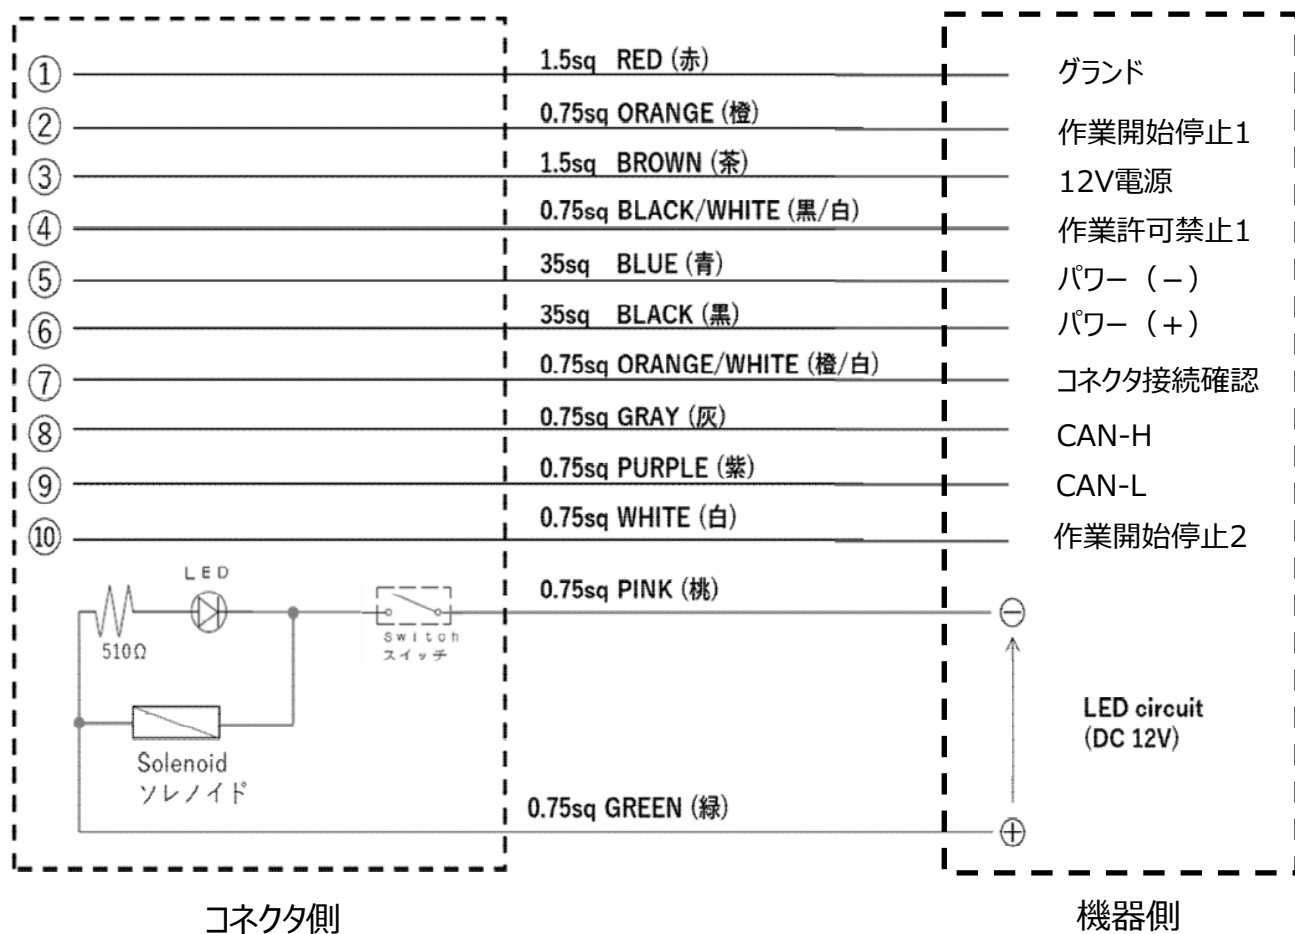 ① 1.5sq RED (赤) グランド
② 0.75sq ORANGE (橙) 作業開始停止1
③ 1.5sq BROWN (茶) 12V電源
④ 0.75sq BLACK/WHITE (黒/白) 作業許可禁止1
⑤ 35sq BLUE (青) パワー（－）
⑥ 35sq BLACK (黒) パワー（＋）
⑦ 0.75sq ORANGE/WHITE (橙/白) コネクタ接続確認
⑧ 0.75sq GRAY (灰) CAN-H
⑨ 0.75sq PURPLE (紫) CAN-L
⑩ 0.75sq WHITE (白) 作業開始停止2
LED
0.75sq PINK (桃)
⊖
510Ω
Switch
スイッチ
LED circuit
(DC 12V)
Solenoid
ソレノイド
0.75sq GREEN (緑)
⊕
コネクタ側
機器側